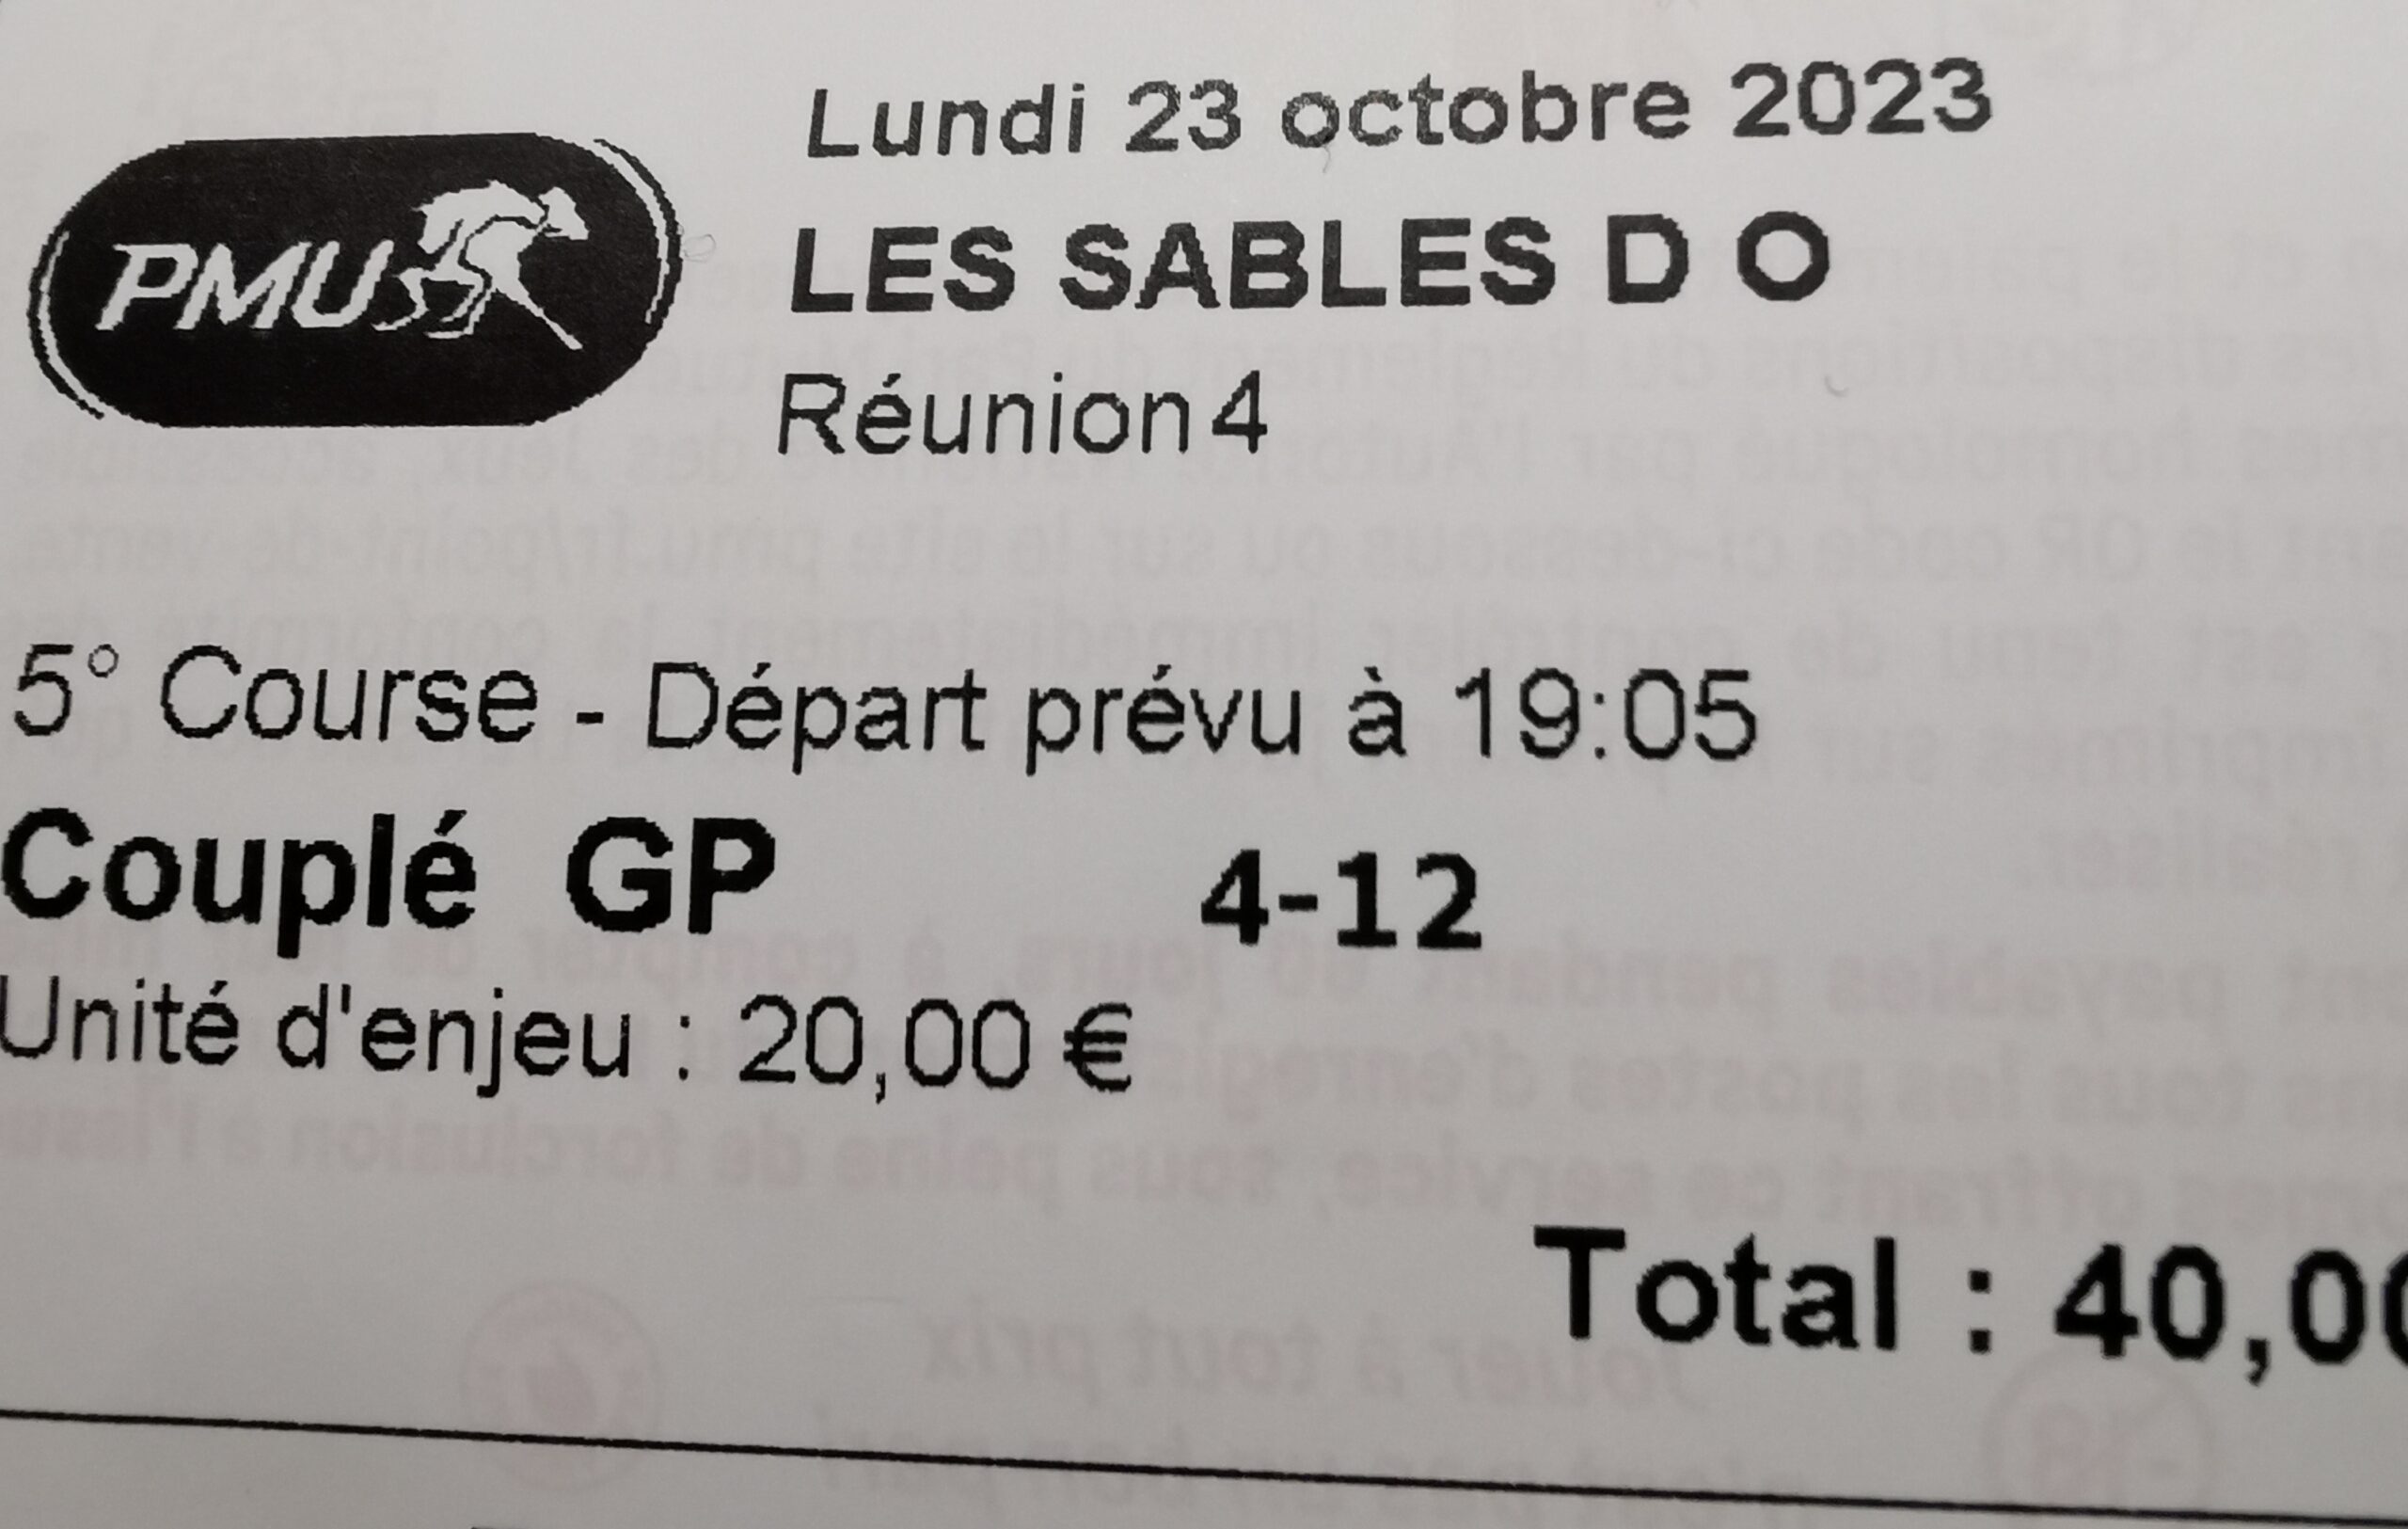 Lundi 23 octobre 2023
PMU
LES SABLES D O
Réunion 4
5° Course - Départ prévu à 19:05
Couplé GP 4-12
Unité d'enjeu : 20,00 €
Total : 40,00